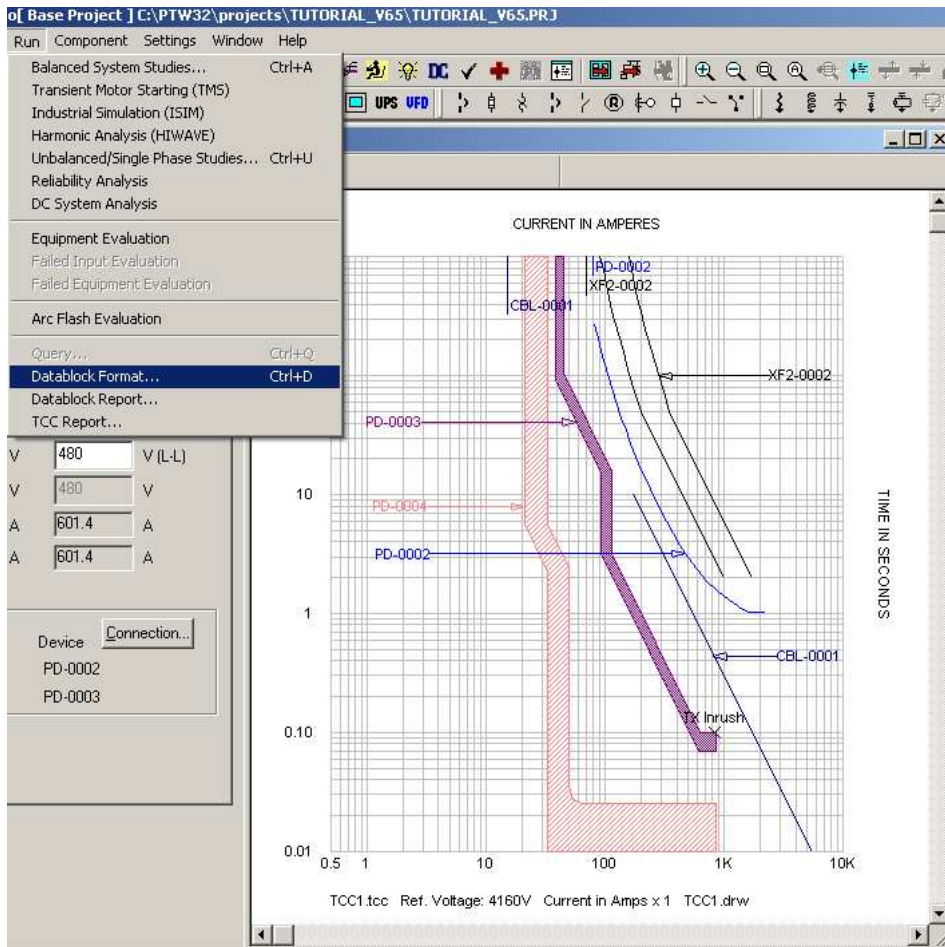 o[ Base Project ] C:\PTW32\projects\TUTORIAL_V65\TUTORIAL_V65.PRJ
Run Component Settings Window Help
Balanced System Studies... Ctrl+A
Transient Motor Starting (TMS)
Industrial Simulation (ISIM)
Harmonic Analysis (HIWAVE)
Unbalanced/Single Phase Studies... Ctrl+U
Reliability Analysis
DC System Analysis
Equipment Evaluation
Failed Input Evaluation
Failed Equipment Evaluation
Arc Flash Evaluation
Query... Ctrl+Q
Datablock Format... Ctrl+D
Datablock Report...
TCC Report...
DC
UPS VFD
R
V 480 V (L-L)
V 480 V
A 601.4 A
A 601.4 A
Device Connection...
PD-0002
PD-0003
CURRENT IN AMPERES
PD-0002
XF2-0002
CBL-0001
XF2-0002
PD-0003
10
PD-0004
PD-0002
TIME IN SECONDS
1
CBL-0001
TX Inrush
0.10
0.01
0.5 1 10 100 1K 10K
TCC1.tcc Ref. Voltage: 4160V Current in Amps x 1 TCC1.drw